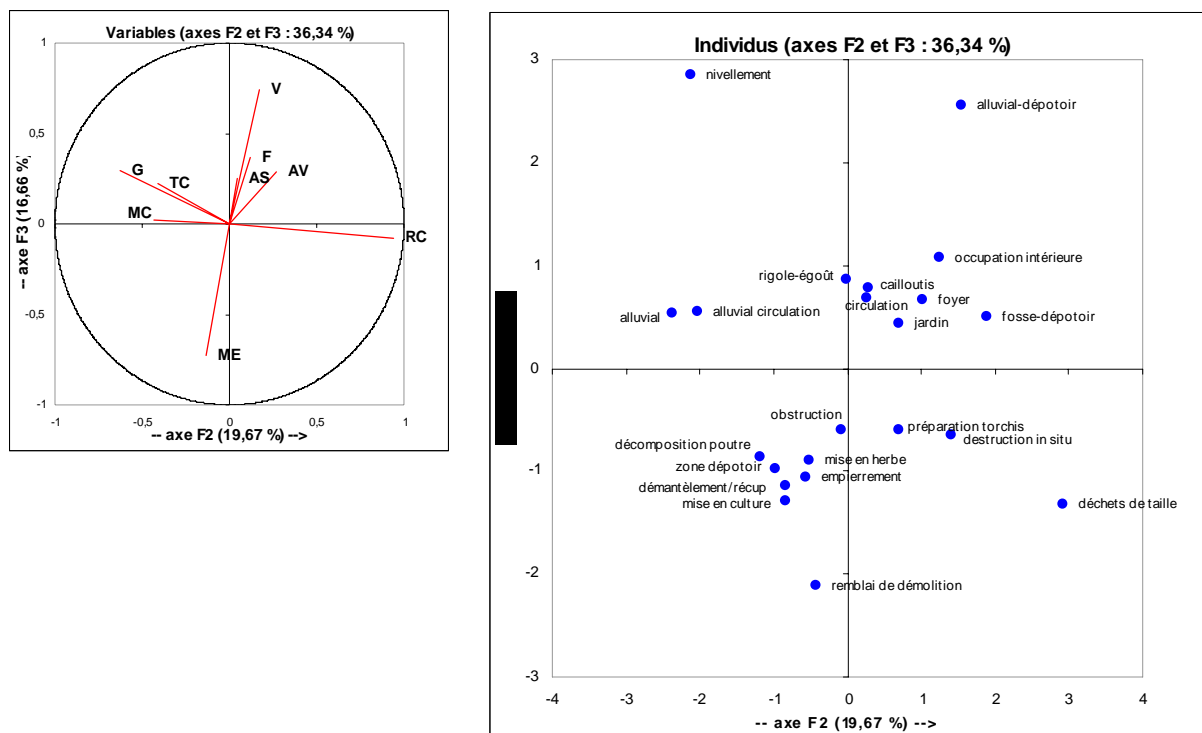 Variables (axes F2 et F3 : 36,34 %)
1
V
0,5
F
G
AV
AS
TC
MC
0
RC
-0,5
ME
-1
-1
-0,5
0
0,5
1
-- axe F3 (16,66 %)
-- axe F2 (19,67 %) -->
Individus (axes F2 et F3 : 36,34 %)
3
nivellement
alluvial-dépotoir
2
occupation intérieure
1
rigole-égoût
cailloutis
circulation
foyer
alluvial
alluvial circulation
fosse-dépotoir
jardin
0
obstruction
préparation torchis
destruction in situ
décomposition poutre
mise en herbe
zone dépotoir
-1
empierrement
démantèlement/récup
mise en culture
déchets de taille
-2
remblai de démolition
-3
-4
-3
-2
-1
0
1
2
3
4
-- axe F2 (19,67 %) -->